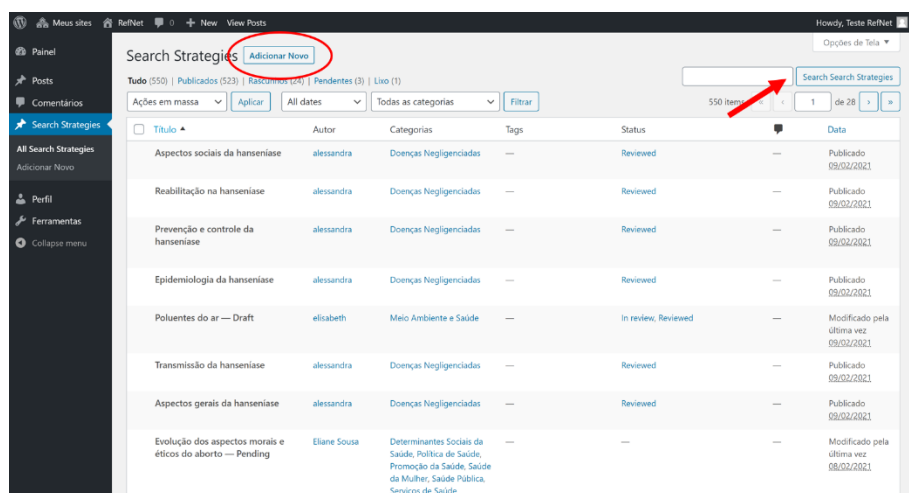 Meus sites RefNet 0 + New View Posts Howdy, Teste RefNet
Painel
Posts
Comentários
Search Strategies
All Search Strategies
Adicionar Novo
Perfil
Ferramentas
Collapse menu
Opções de Tela ▼
Search Strategies Adicionar Novo
Tudo (550) | Publicados (523) | Rascunhos (24) | Pendentes (3) | Lixo (1)
Search Search Strategies
Ações em massa Aplicar All dates Todas as categorias Filtrar 550 items « ‹ 1 de 28 › »
Título ▲ Autor Categorias Tags Status Data
Aspectos sociais da hanseníase alessandra Doenças Negligenciadas — Reviewed — Publicado
09/02/2021
Reabilitação na hanseníase alessandra Doenças Negligenciadas — Reviewed — Publicado
09/02/2021
Prevenção e controle da alessandra Doenças Negligenciadas — Reviewed — Publicado
hanseníase 09/02/2021
Epidemiologia da hanseníase alessandra Doenças Negligenciadas — Reviewed — Publicado
09/02/2021
Poluentes do ar — Draft elisabeth Meio Ambiente e Saúde — In review, Reviewed — Modificado pela
última vez
09/02/2021
Transmissão da hanseníase alessandra Doenças Negligenciadas — Reviewed — Publicado
09/02/2021
Aspectos gerais da hanseníase alessandra Doenças Negligenciadas — Reviewed — Publicado
09/02/2021
Evolução dos aspectos morais e Eliane Sousa Determinantes Sociais da — — — Modificado pela
éticos do aborto — Pending Saúde, Política de Saúde, última vez
Promoção da Saúde, Saúde 08/02/2021
da Mulher, Saúde Pública,
Serviços de Saúde